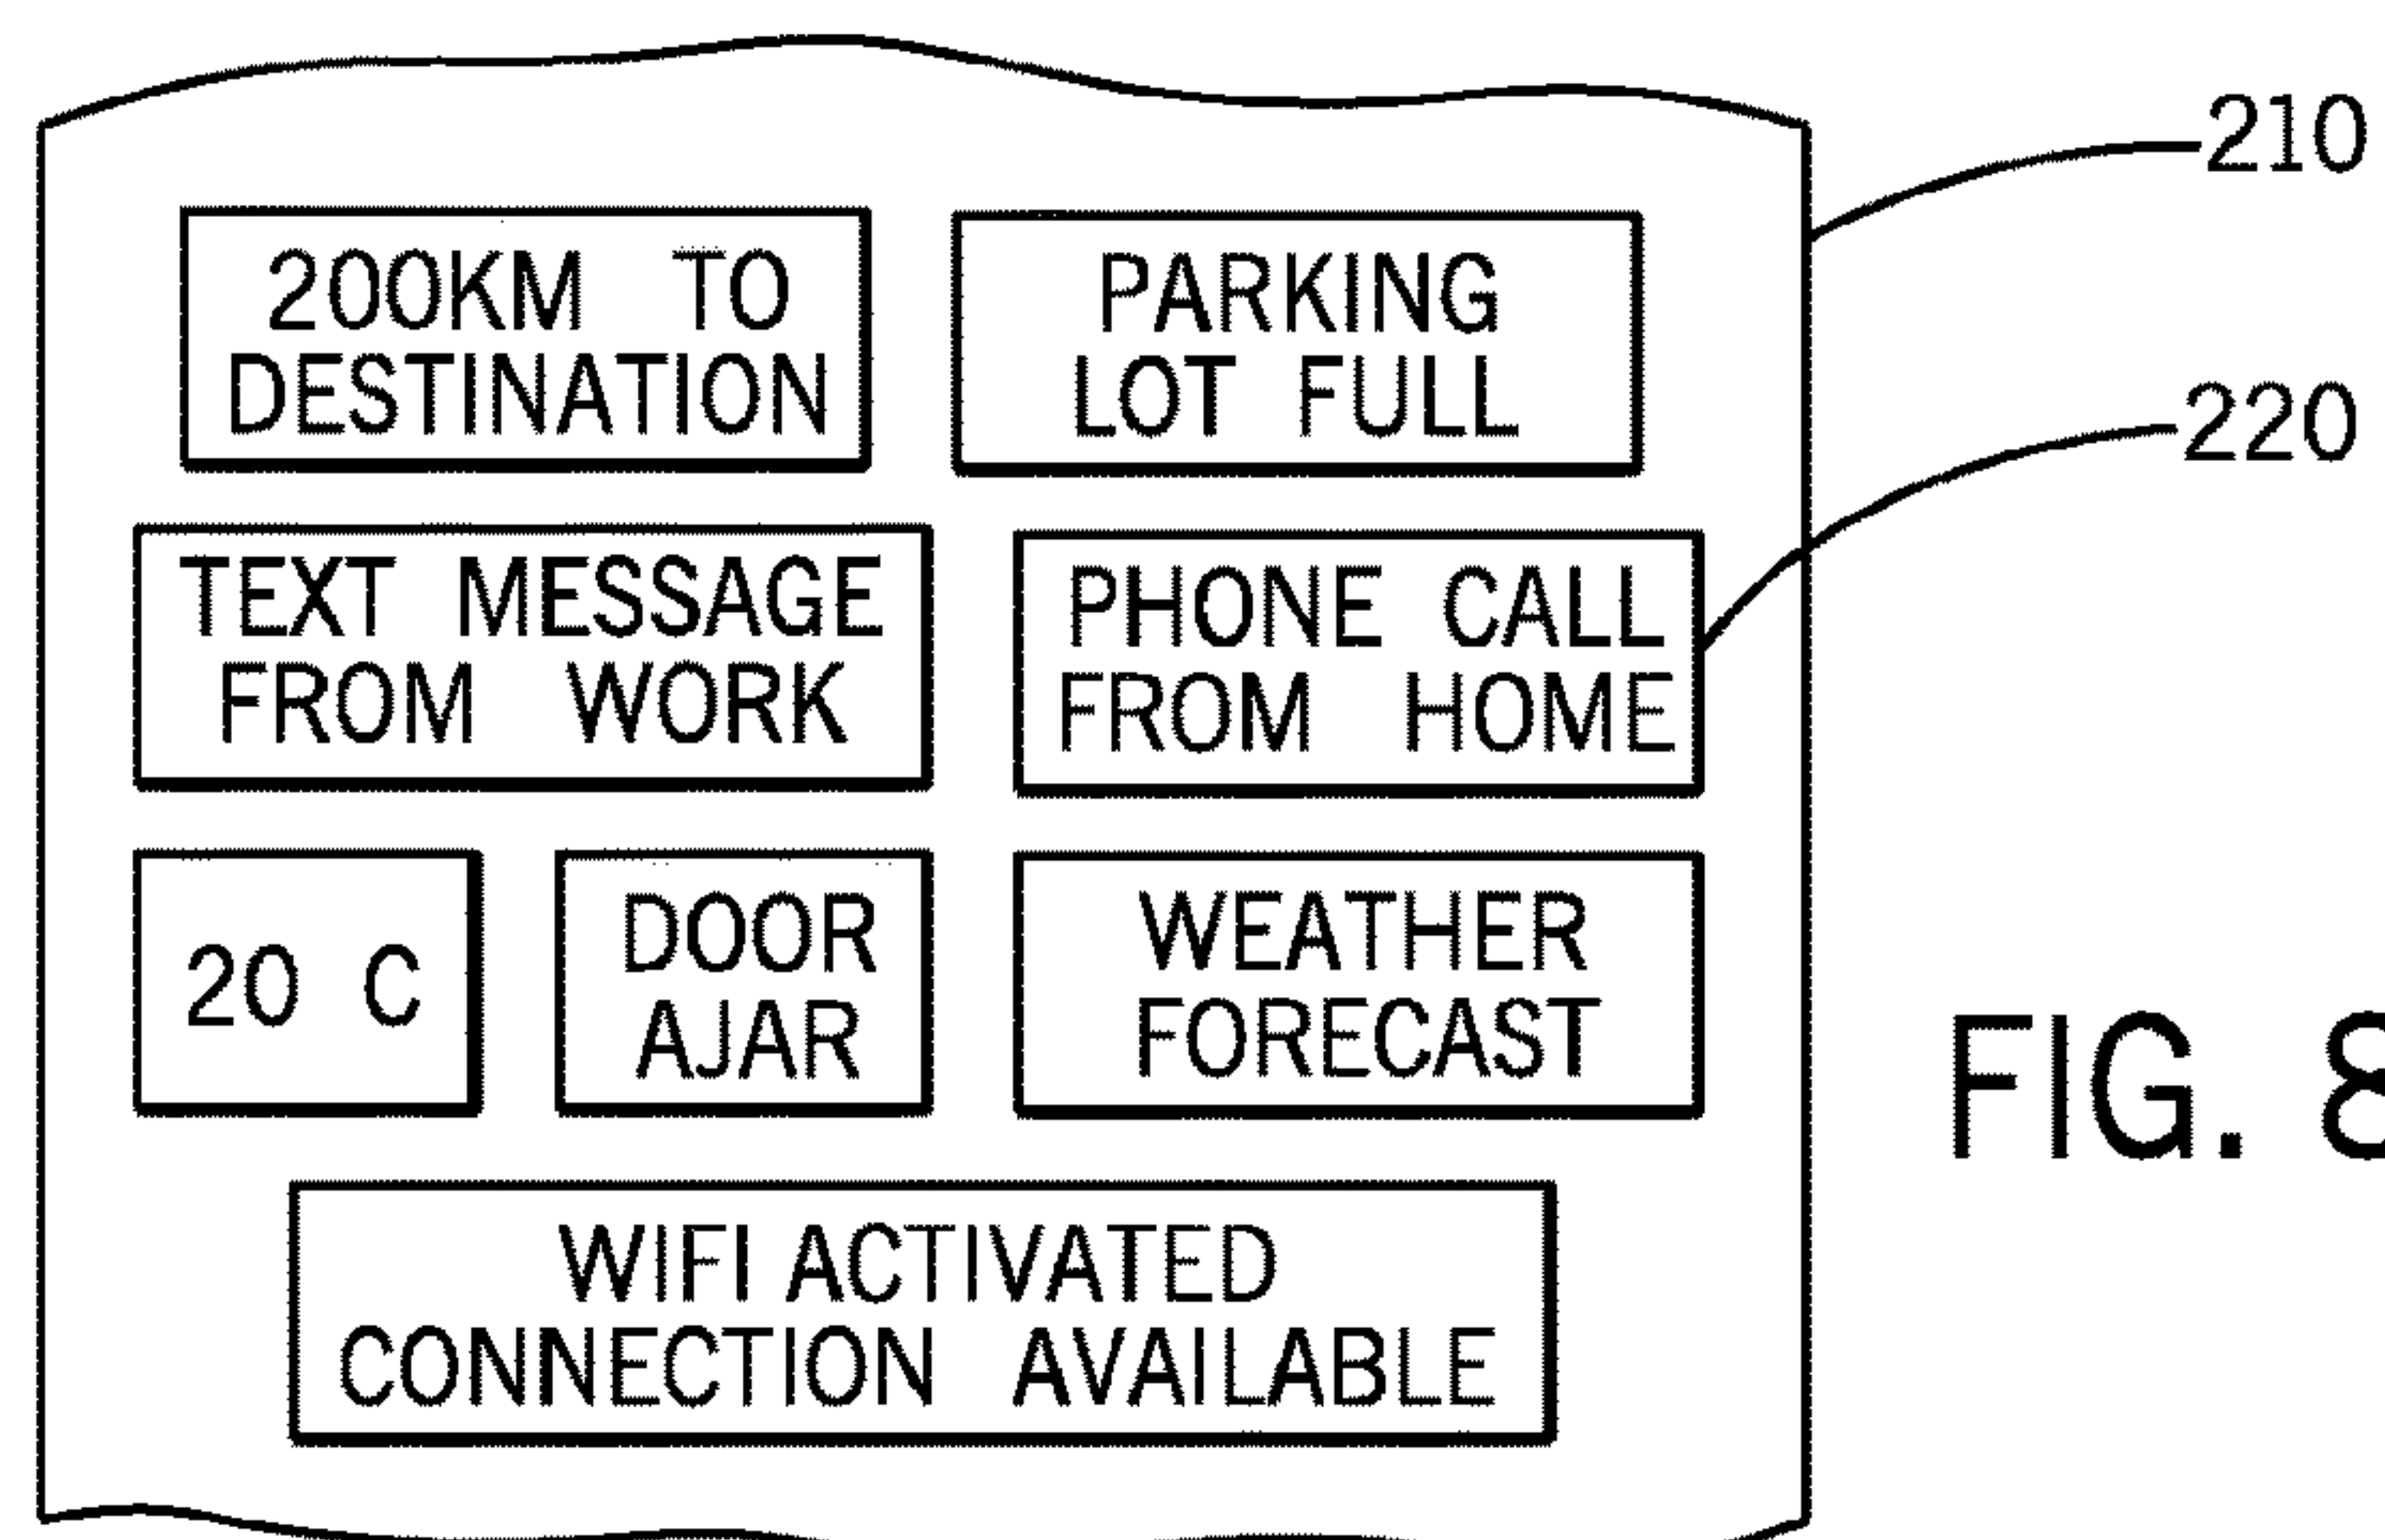 210
200KM TO
DESTINATION
PARKING
LOT FULL
220
TEXT MESSAGE
FROM WORK
PHONE CALL
FROM HOME
20 C
DOOR
AJAR
WEATHER
FORECAST
FIG. 8
WIFI ACTIVATED
CONNECTION AVAILABLE